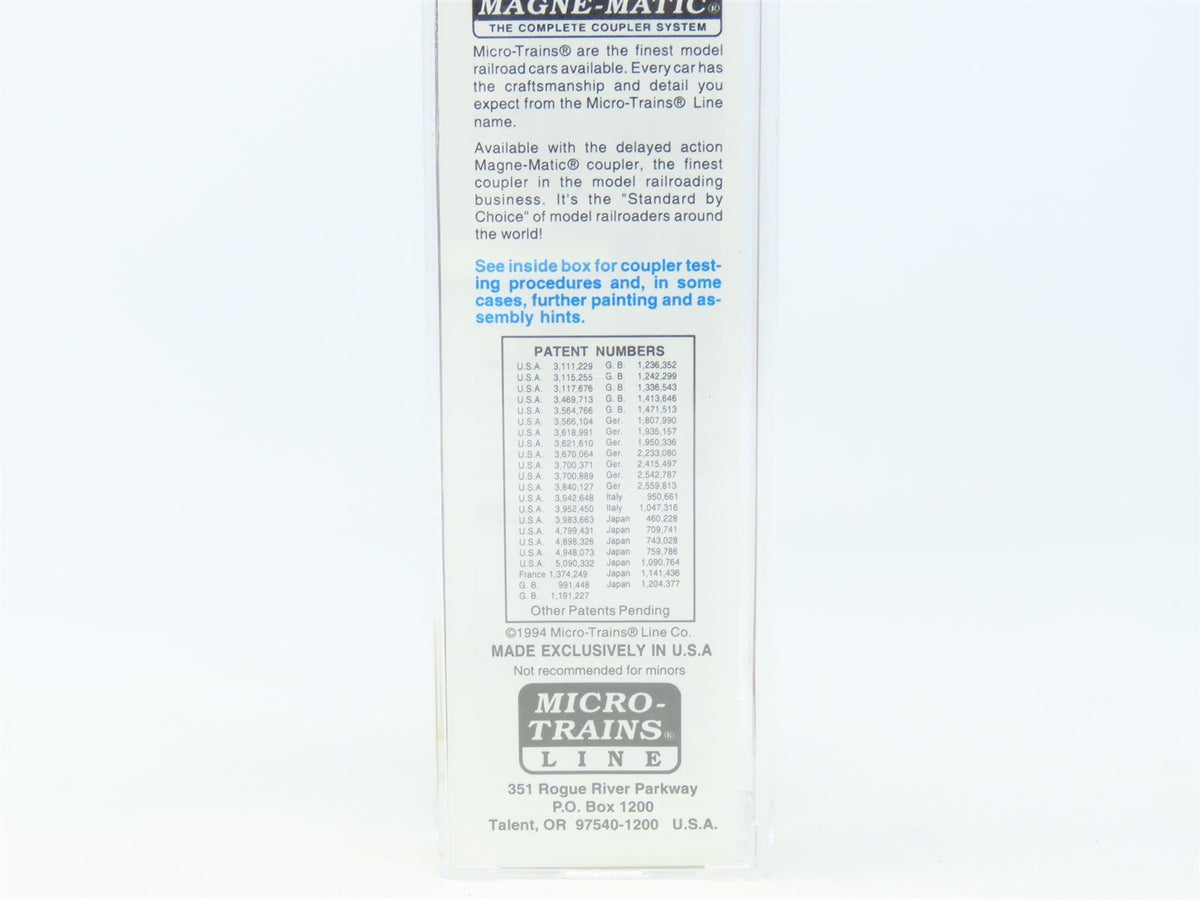 MAGNE-MATIC®
THE COMPLETE COUPLER SYSTEM
Micro-Trains® are the finest model
railroad cars available. Every car has
the craftsmanship and detail you
expect from the Micro-Trains® Line
name.
Available with the delayed action
Magne-Matic® coupler, the finest
coupler in the model railroading
business. It's the "Standard by
Choice" of model railroaders around
the world!
See inside box for coupler test-
ing procedures and, in some
cases, further painting and as-
sembly hints.
PATENT NUMBERS
U.S.A. 3,111,229 G. B. 1,236,352
U.S.A. 3,115,255 G. B. 1,242,299
U.S.A. 3,117,676 G. B. 1,336,543
U.S.A. 3,469,713 G. B. 1,413,646
U.S.A. 3,564,766 G. B. 1,471,513
U.S.A. 3,566,104 Ger. 1,807,990
U.S.A. 3,618,991 Ger. 1,935,157
U.S.A. 3,621,610 Ger. 1,950,336
U.S.A. 3,670,064 Ger. 2,233,080
U.S.A. 3,700,371 Ger. 2,415,497
U.S.A. 3,700,889 Ger. 2,542,787
U.S.A. 3,840,127 Ger . 2,559,813
U.S.A. 3,942,648 Italy 950,661
U.S.A. 3,952,450 Italy 1,047,316
U.S.A. 3,983,663 Japan 460,228
U.S.A. 4,799,431 Japan 709,741
U.S.A. 4,898,326 Japan 743,028
U.S.A. 4,948,073 Japan 759,786
U.S.A. 5,090,332 Japan 1,090,764
France 1,374,249 Japan 1,141,436
G. B. 991,448 Japan 1,204,377
G. B. 1,191,227
Other Patents Pending
©1994 Micro-Trains® Line Co.
MADE EXCLUSIVELY IN U.S.A
Not recommended for minors
MICRO-
TRAINS®
LINE
351 Rogue River Parkway
P.O. Box 1200
Talent, OR 97540-1200 U.S.A.